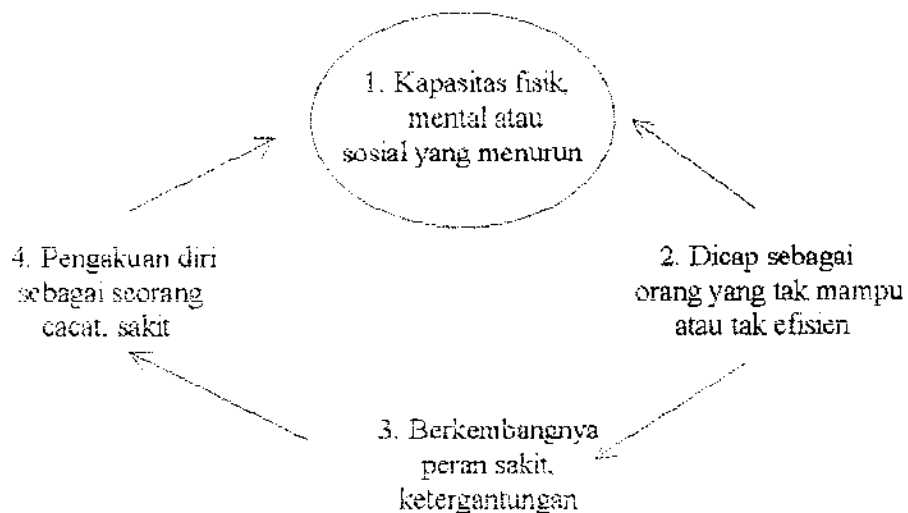 1. Kapasitas fisik,
mental atau
sosial yang menurun
4. Pengakuan diri
sebagai seorang
cacat, sakit
2. Dicap sebagai
orang yang tak mampu
atau tak efisien
3. Berkembangnya
peran sakit,
ketergantungan